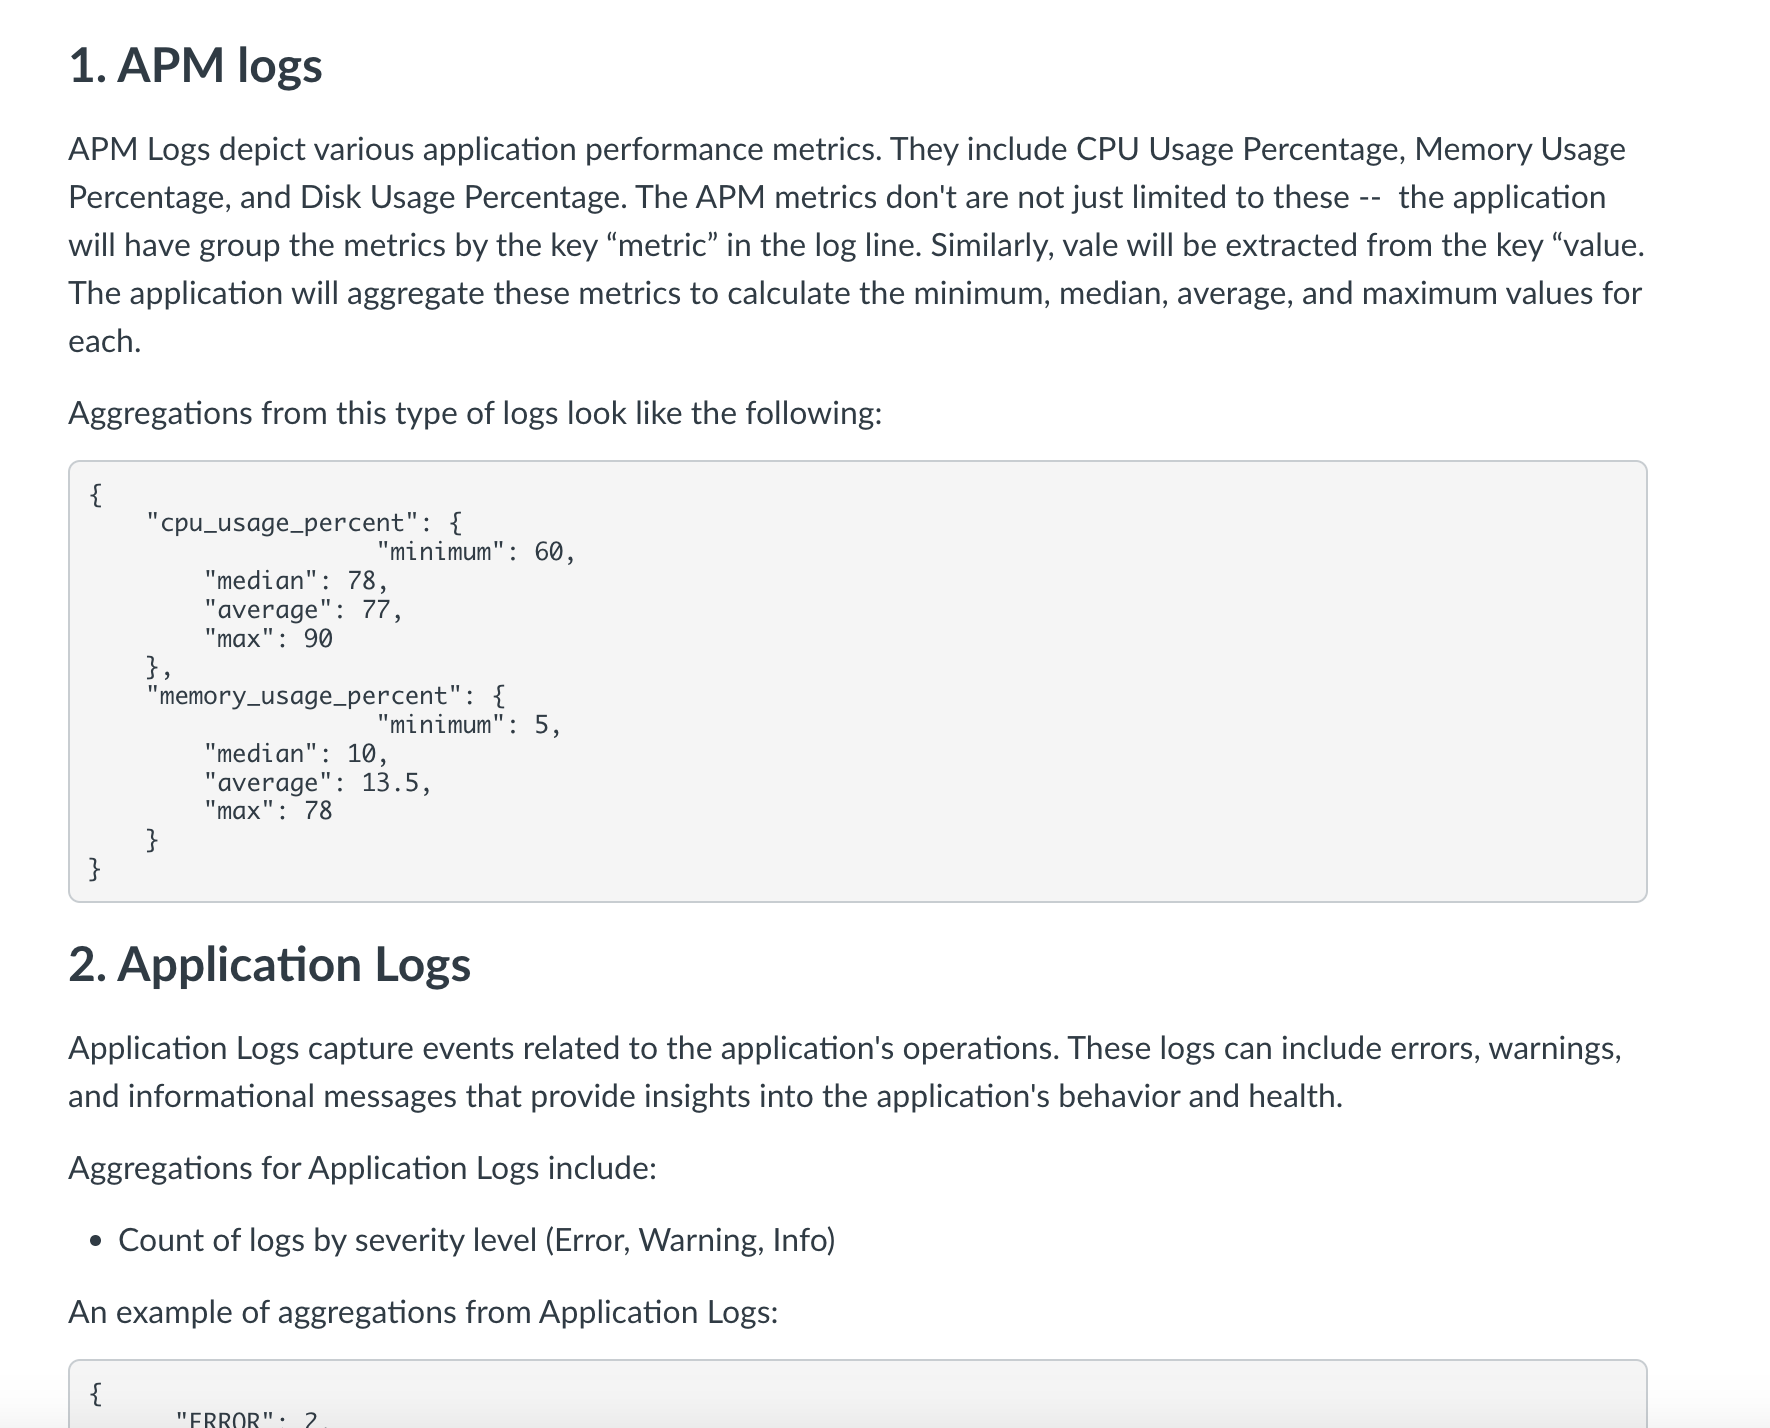 1. APM logs
APM Logs depict various application performance metrics. They include CPU Usage Percentage, Memory Usage
Percentage, and Disk Usage Percentage. The APM metrics don't are not just limited to these --  the application
will have group the metrics by the key “metric” in the log line. Similarly, vale will be extracted from the key “value.
The application will aggregate these metrics to calculate the minimum, median, average, and maximum values for
each.
Aggregations from this type of logs look like the following:
{
    "cpu_usage_percent": {
                    "minimum": 60,
        "median": 78,
        "average": 77,
        "max": 90
    },
    "memory_usage_percent": {
                    "minimum": 5,
        "median": 10,
        "average": 13.5,
        "max": 78
    }
}
2. Application Logs
Application Logs capture events related to the application's operations. These logs can include errors, warnings,
and informational messages that provide insights into the application's behavior and health.
Aggregations for Application Logs include:
• Count of logs by severity level (Error, Warning, Info)
An example of aggregations from Application Logs:
{
      "ERROR": 2,